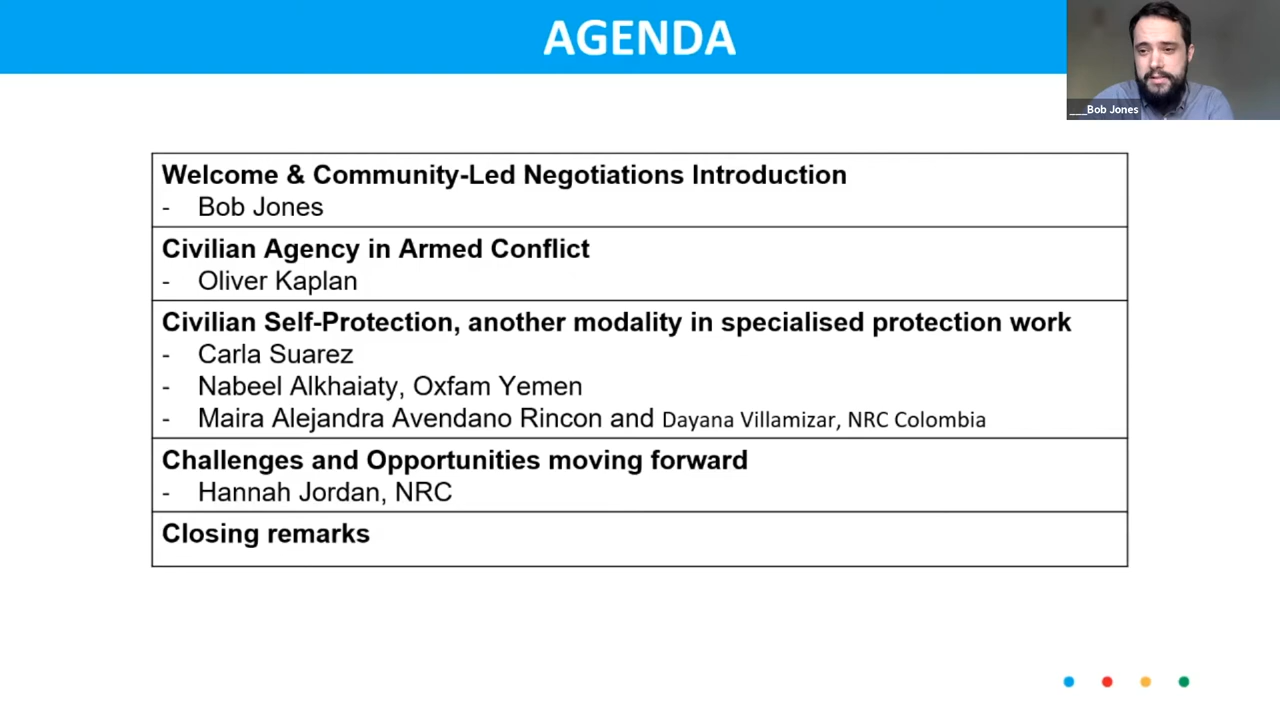 AGENDA
___Bob Jones
Welcome & Community-Led Negotiations Introduction
- Bob Jones
Civilian Agency in Armed Conflict
- Oliver Kaplan
Civilian Self-Protection, another modality in specialised protection work
- Carla Suarez
- Nabeel Alkhaiaty, Oxfam Yemen
- Maira Alejandra Avendano Rincon and Dayana Villamizar, NRC Colombia
Challenges and Opportunities moving forward
- Hannah Jordan, NRC
Closing remarks